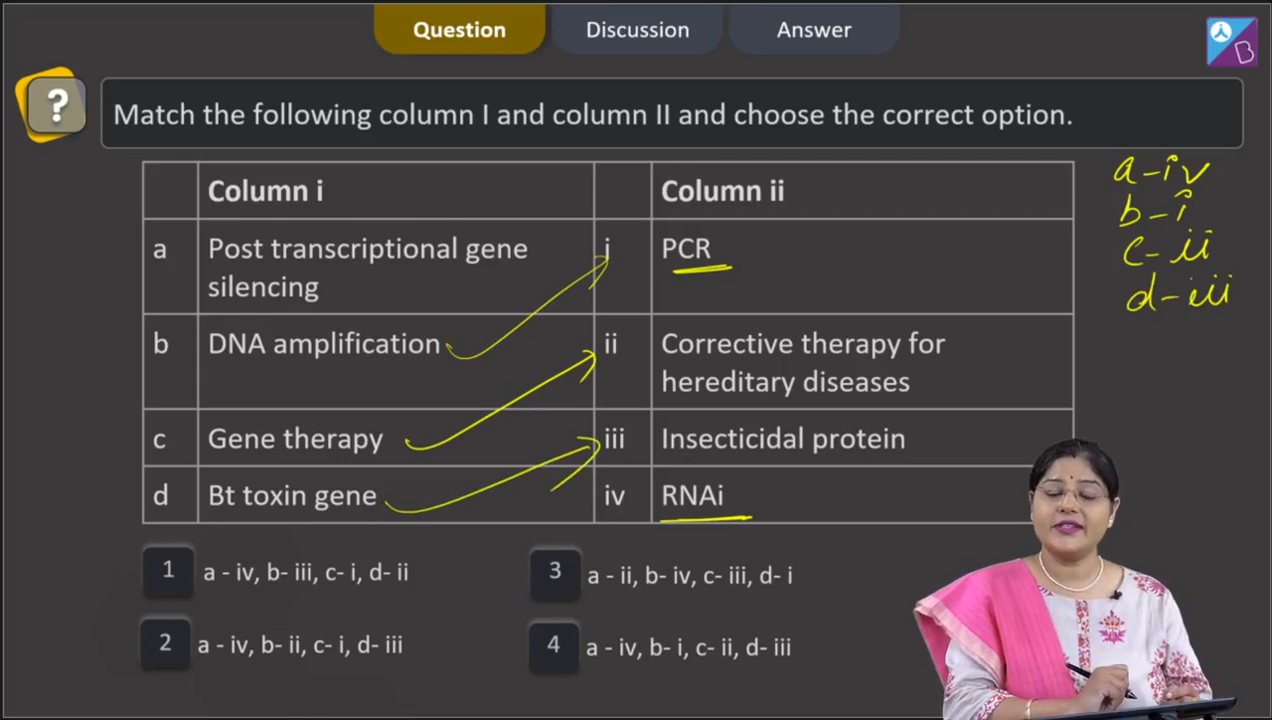 Question Discussion Answer
B
?
Match the following column I and column II and choose the correct option.
Column i Column ii
a Post transcriptional gene silencing i PCR
b DNA amplification ii Corrective therapy for hereditary diseases
c Gene therapy iii Insecticidal protein
d Bt toxin gene iv RNAi
a - iv
b - i
c - ii
d - iii
1 a - iv, b- iii, c- i, d- ii
2 a - iv, b- ii, c- i, d- iii
3 a - ii, b- iv, c- iii, d- i
4 a - iv, b- i, c- ii, d- iii